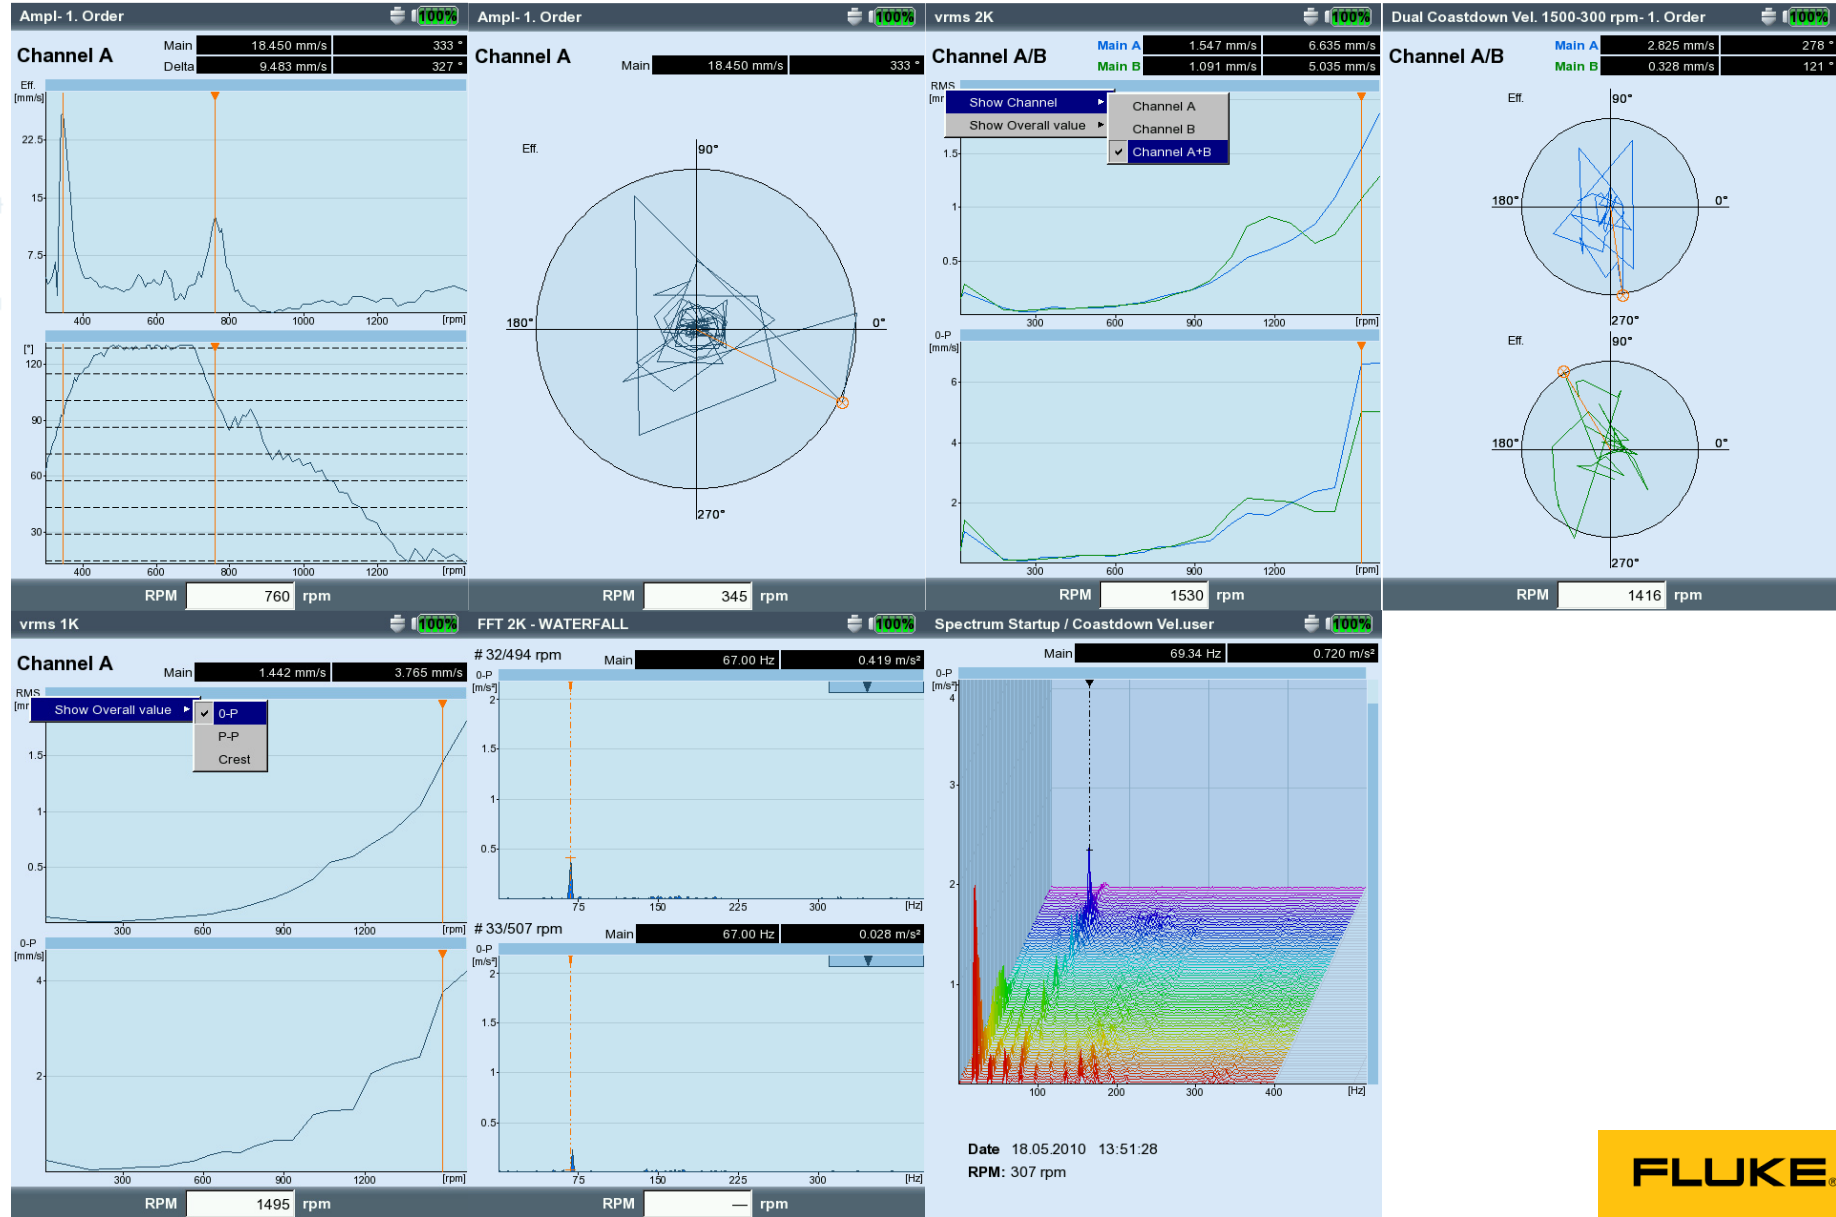 Ampl- 1. Order 100%
Channel A
Main 18.450 mm/s 333 °
Delta 9.483 mm/s 327 °
Eff.
[mm/s]
22.5
15
7.5
400 600 800 1000 1200 [rpm]
[°]
120
90
60
30
400 600 800 1000 1200 [rpm]
RPM 760 rpm
Ampl- 1. Order 100%
Channel A
Main 18.450 mm/s 333 °
Eff.
90°
180° 0°
270°
RPM 345 rpm
vrms 2K 100%
Channel A/B
Main A 1.547 mm/s 6.635 mm/s
Main B 1.091 mm/s 5.035 mm/s
RMS
[mr
Show Channel
Show Overall value
Channel A
Channel B
Channel A+B
1.5
1
0.5
300 600 900 1200 [rpm]
0-P
[mm/s]
6
4
2
300 600 900 1200 [rpm]
RPM 1530 rpm
Dual Coastdown Vel. 1500-300 rpm- 1. Order 100%
Channel A/B
Main A 2.825 mm/s 278 °
Main B 0.328 mm/s 121 °
Eff. 90°
180° 0°
270°
Eff. 90°
180° 0°
270°
RPM 1416 rpm
vrms 1K 100%
Channel A
Main 1.442 mm/s 3.765 mm/s
RMS
[mr
Show Overall value
0-P
P-P
Crest
1.5
1
0.5
300 600 900 1200 [rpm]
0-P
[mm/s]
4
2
300 600 900 1200 [rpm]
RPM 1495 rpm
FFT 2K - WATERFALL 100%
# 32/494 rpm
Main 67.00 Hz 0.419 m/s²
0-P
[m/s²]
2
1.5
1
0.5
75 150 225 300 [Hz]
# 33/507 rpm
Main 67.00 Hz 0.028 m/s²
0-P
[m/s²]
2
1.5
1
0.5
75 150 225 300 [Hz]
RPM — rpm
Spectrum Startup / Coastdown Vel.user 100%
Main 69.34 Hz 0.720 m/s²
0-P
[m/s²]
4
3
2
1
100 200 300 400 [Hz]
Date 18.05.2010 13:51:28
RPM: 307 rpm
FLUKE®